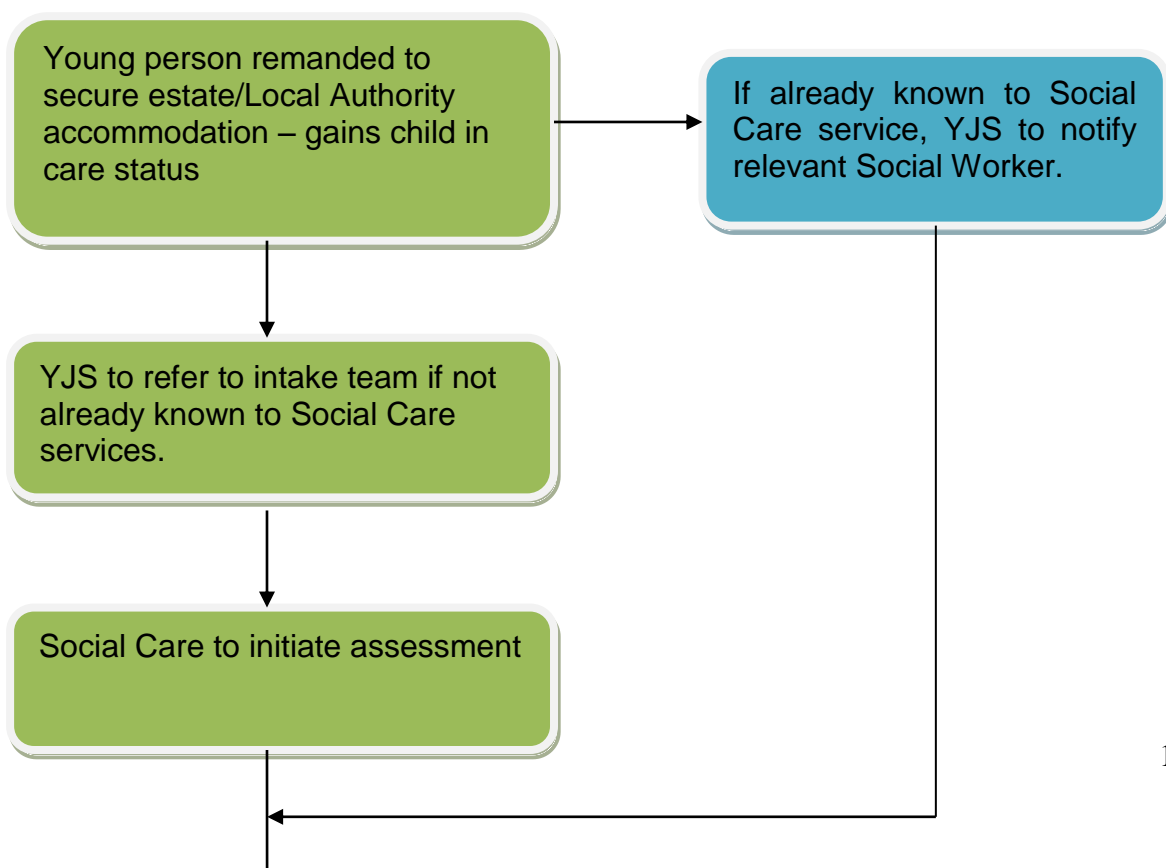 Young person remanded to
secure estate/Local Authority
accommodation – gains child in
care status
If already known to Social
Care service, YJS to notify
relevant Social Worker.
YJS to refer to intake team if not
already known to Social Care
services.
Social Care to initiate assessment
1